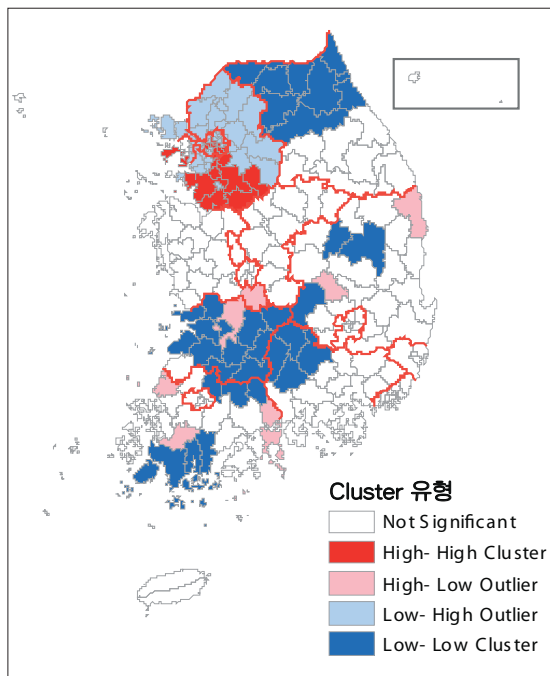 Cluster 유형
Not Significant
High- High Cluster
High- Low Outlier
Low- High Outlier
Low- Low Cluster